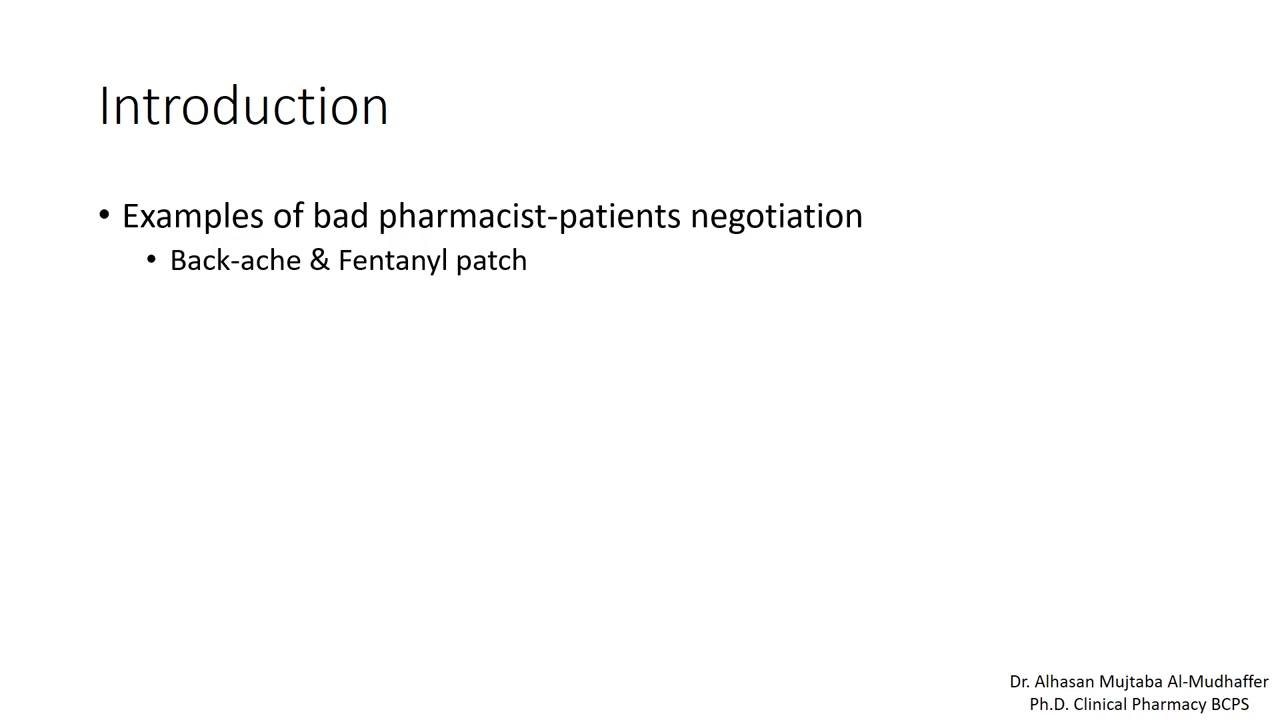 Introduction
• Examples of bad pharmacist-patients negotiation
• Back-ache & Fentanyl patch
Dr. Alhasan Mujtaba Al-Mudhaffer
Ph.D. Clinical Pharmacy BCPS